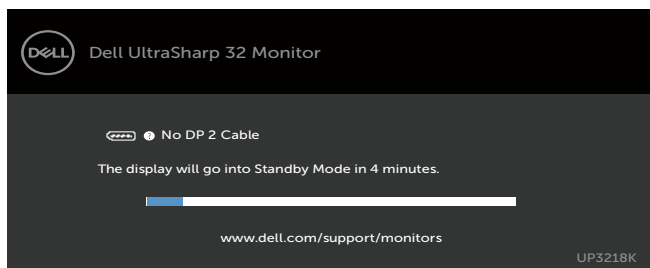 DELL Dell UltraSharp 32 Monitor
? No DP 2 Cable
The display will go into Standby Mode in 4 minutes.
www.dell.com/support/monitors
UP3218K